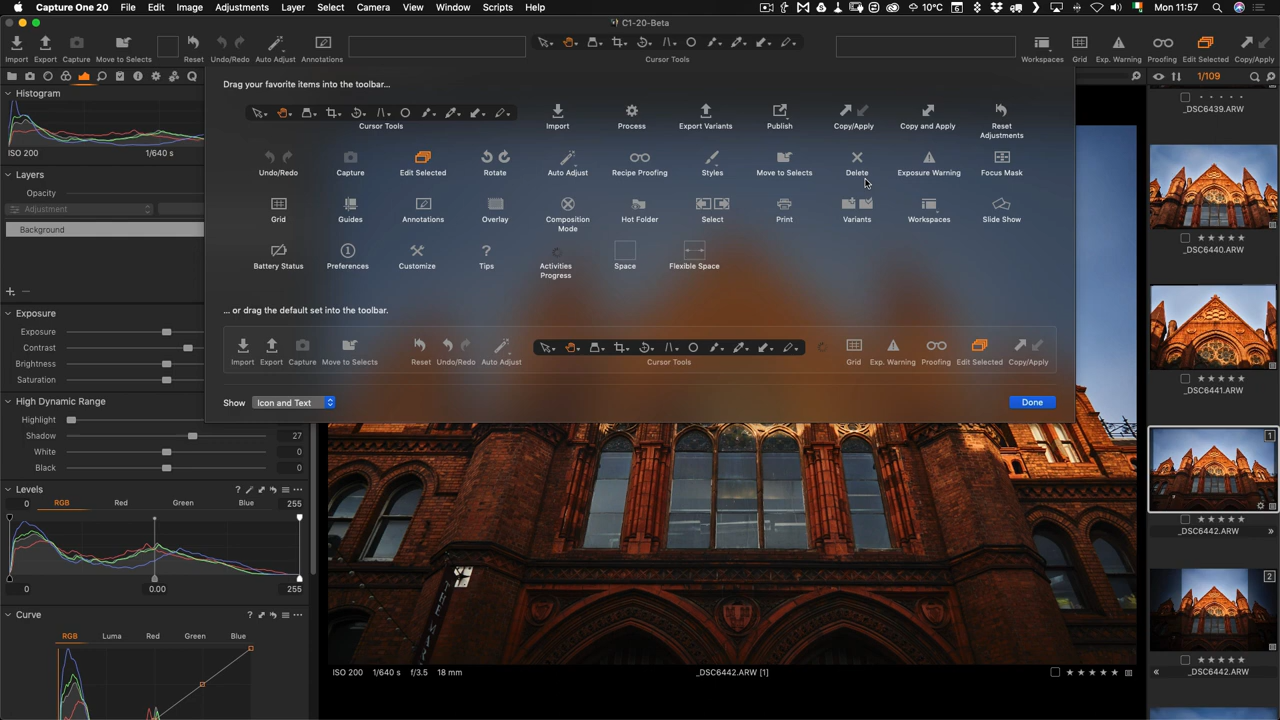 Capture One 20 File Edit Image Adjustments Layer Select Camera View Window Scripts Help 10°C Mon 11:57
C1-20-Beta
Import Export Capture Move to Selects Reset Undo/Redo Auto Adjust Annotations Cursor Tools Workspaces Grid Exp. Warning Proofing Edit Selected Copy/Apply
1/109
Histogram
ISO 200 1/640 s
Layers
Opacity
Adjustment
Background
Exposure
Exposure
Contrast
Brightness
Saturation
High Dynamic Range
Highlight
Shadow 27
White 0
Black 0
Levels
0 RGB Red Green Blue 255
0 0.00 255
Curve
RGB Luma Red Green Blue
Drag your favorite items into the toolbar...
Cursor Tools Import Process Export Variants Publish Copy/Apply Copy and Apply Reset
Adjustments
Undo/Redo Capture Edit Selected Rotate Auto Adjust Recipe Proofing Styles Move to Selects Delete Exposure Warning Focus Mask
Grid Guides Annotations Overlay Composition
Mode Hot Folder Select Print Variants Workspaces Slide Show
Battery Status Preferences Customize Tips Activities
Progress Space Flexible Space
... or drag the default set into the toolbar.
Import Export Capture Move to Selects Reset Undo/Redo Auto Adjust Cursor Tools Grid Exp. Warning Proofing Edit Selected Copy/Apply
Show Icon and Text Done
ISO 200 1/640 s f/3.5 18 mm _DSC6442.ARW [1]
_DSC6439.ARW
_DSC6440.ARW
_DSC6441.ARW
1
_DSC6442.ARW
2
_DSC6442.ARW